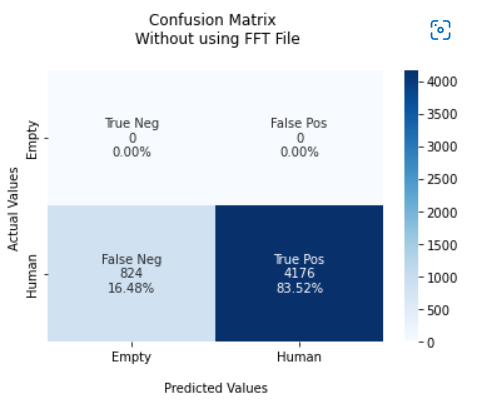 Confusion Matrix
Without using FFT File
True Neg
0
0.00%
False Pos
0
0.00%
False Neg
824
16.48%
True Pos
4176
83.52%
Empty
Human
Actual Values
Empty
Human
Predicted Values
4000
3500
3000
2500
2000
1500
1000
500
0